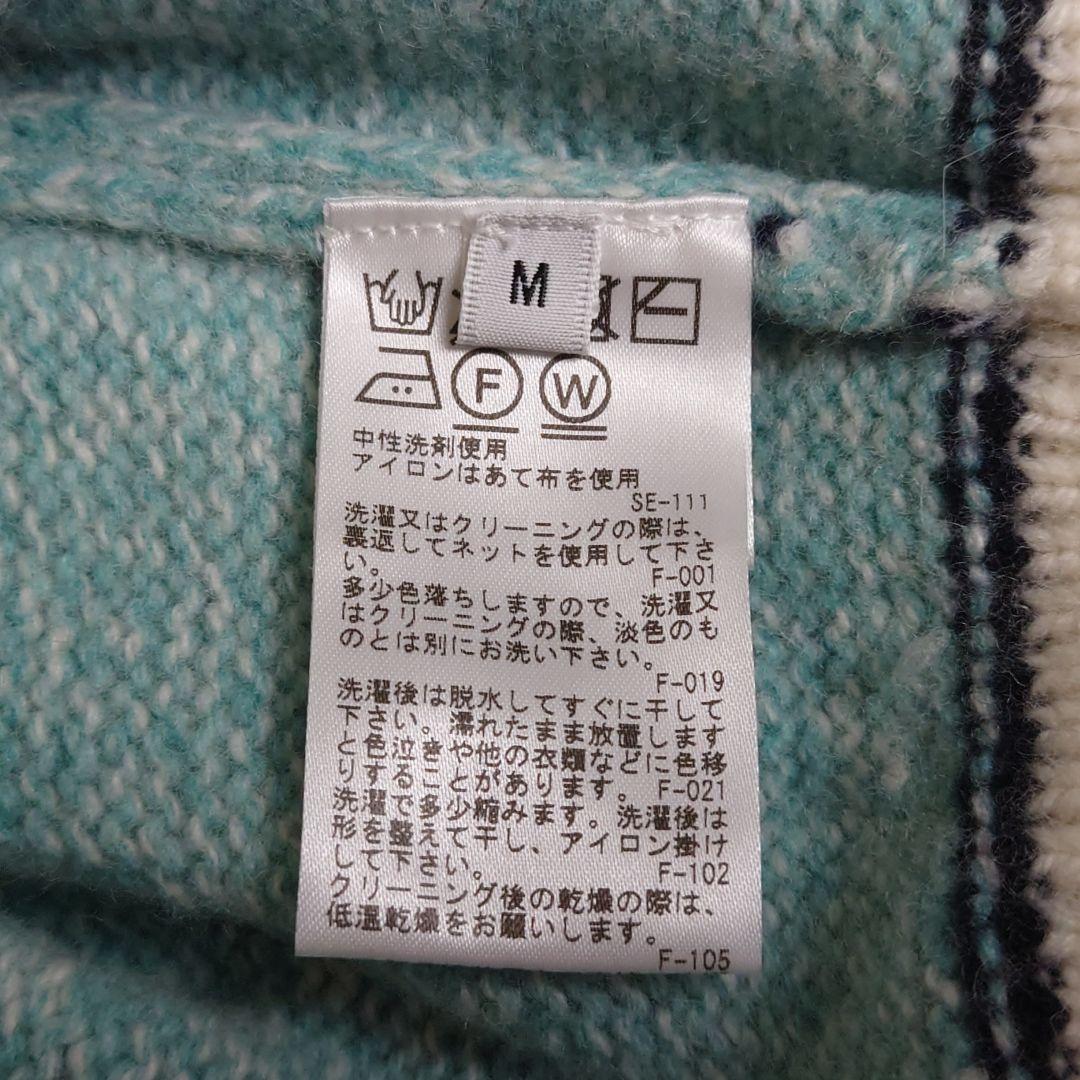 M
F
W
中性洗剤使用
アイロンはあて布を使用
SE-111
洗濯又はクリーニングの際は、
裏返してネットを使用して下さ
い。
F-001
多少色落ちしますので、洗濯又
はクリーニングの際、淡色のも
のとは別にお洗い下さい。
F-019
洗濯後は脱水してすぐに干して
下さい。濡れたまま放置します
と色泣きや他の衣類などに色移
りすることがあります。 F-021
洗濯で多少縮みます。洗濯後は
形を整えて干し、アイロン掛け
して下さい。
F-102
クリーニング後の乾燥の際は、
低温乾燥をお願いします。
F-105